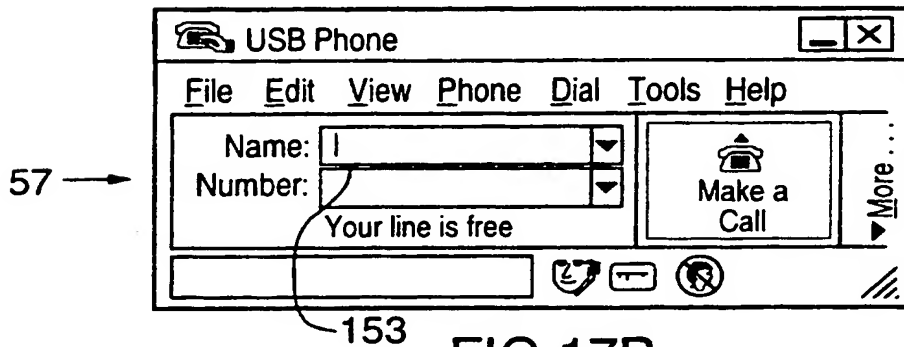 USB Phone
File Edit View Phone Dial Tools Help
Name:
Number:
Your line is free
Make a
Call
More...
57
153